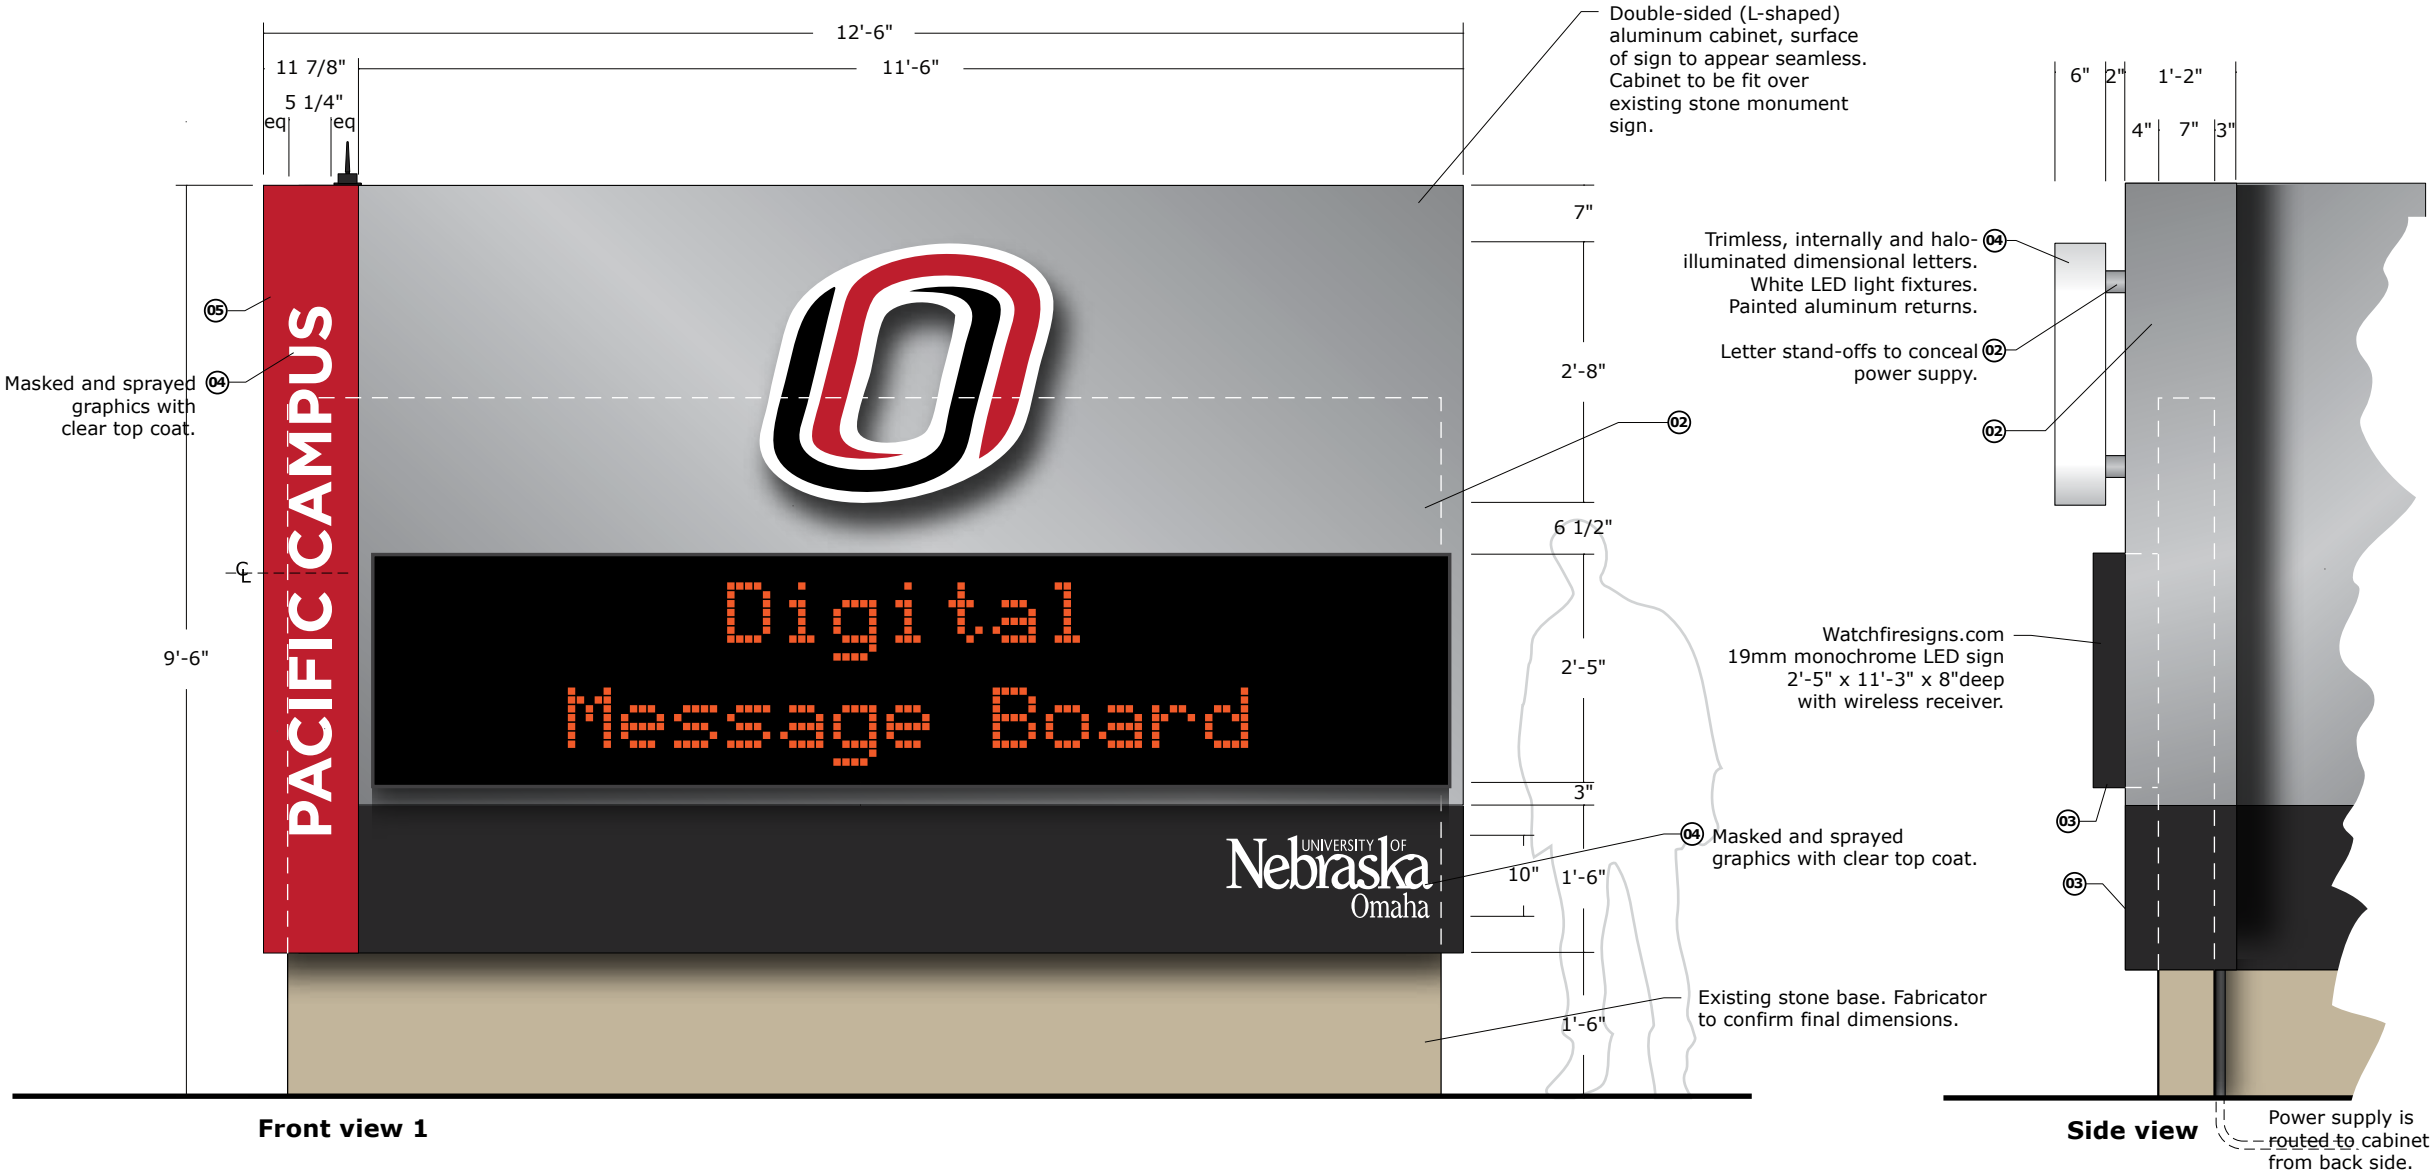 12'-6"
11 7/8"
11'-6"
5 1/4"
eq
eq
Double-sided (L-shaped)
aluminum cabinet, surface
of sign to appear seamless.
Cabinet to be fit over
existing stone monument
sign.
6"
2"
1'-2"
4"
7"
3"
7"
2'-8"
6 1/2"
2'-5"
3"
10"
1'-6"
1'-6"
9'-6"
05
04
Masked and sprayed
graphics with
clear top coat.
CL
PACIFIC CAMPUS
Digital
Message Board
UNIVERSITY OF
Nebraska
Omaha
02
04
Masked and sprayed
graphics with clear top coat.
Existing stone base. Fabricator
to confirm final dimensions.
Trimless, internally and halo-
illuminated dimensional letters.
White LED light fixtures.
Painted aluminum returns.
04
Letter stand-offs to conceal
power suppy.
02
02
Watchfiresigns.com
19mm monochrome LED sign
2'-5" x 11'-3" x 8"deep
with wireless receiver.
03
03
Front view 1
Side view
Power supply is
routed to cabinet
from back side.